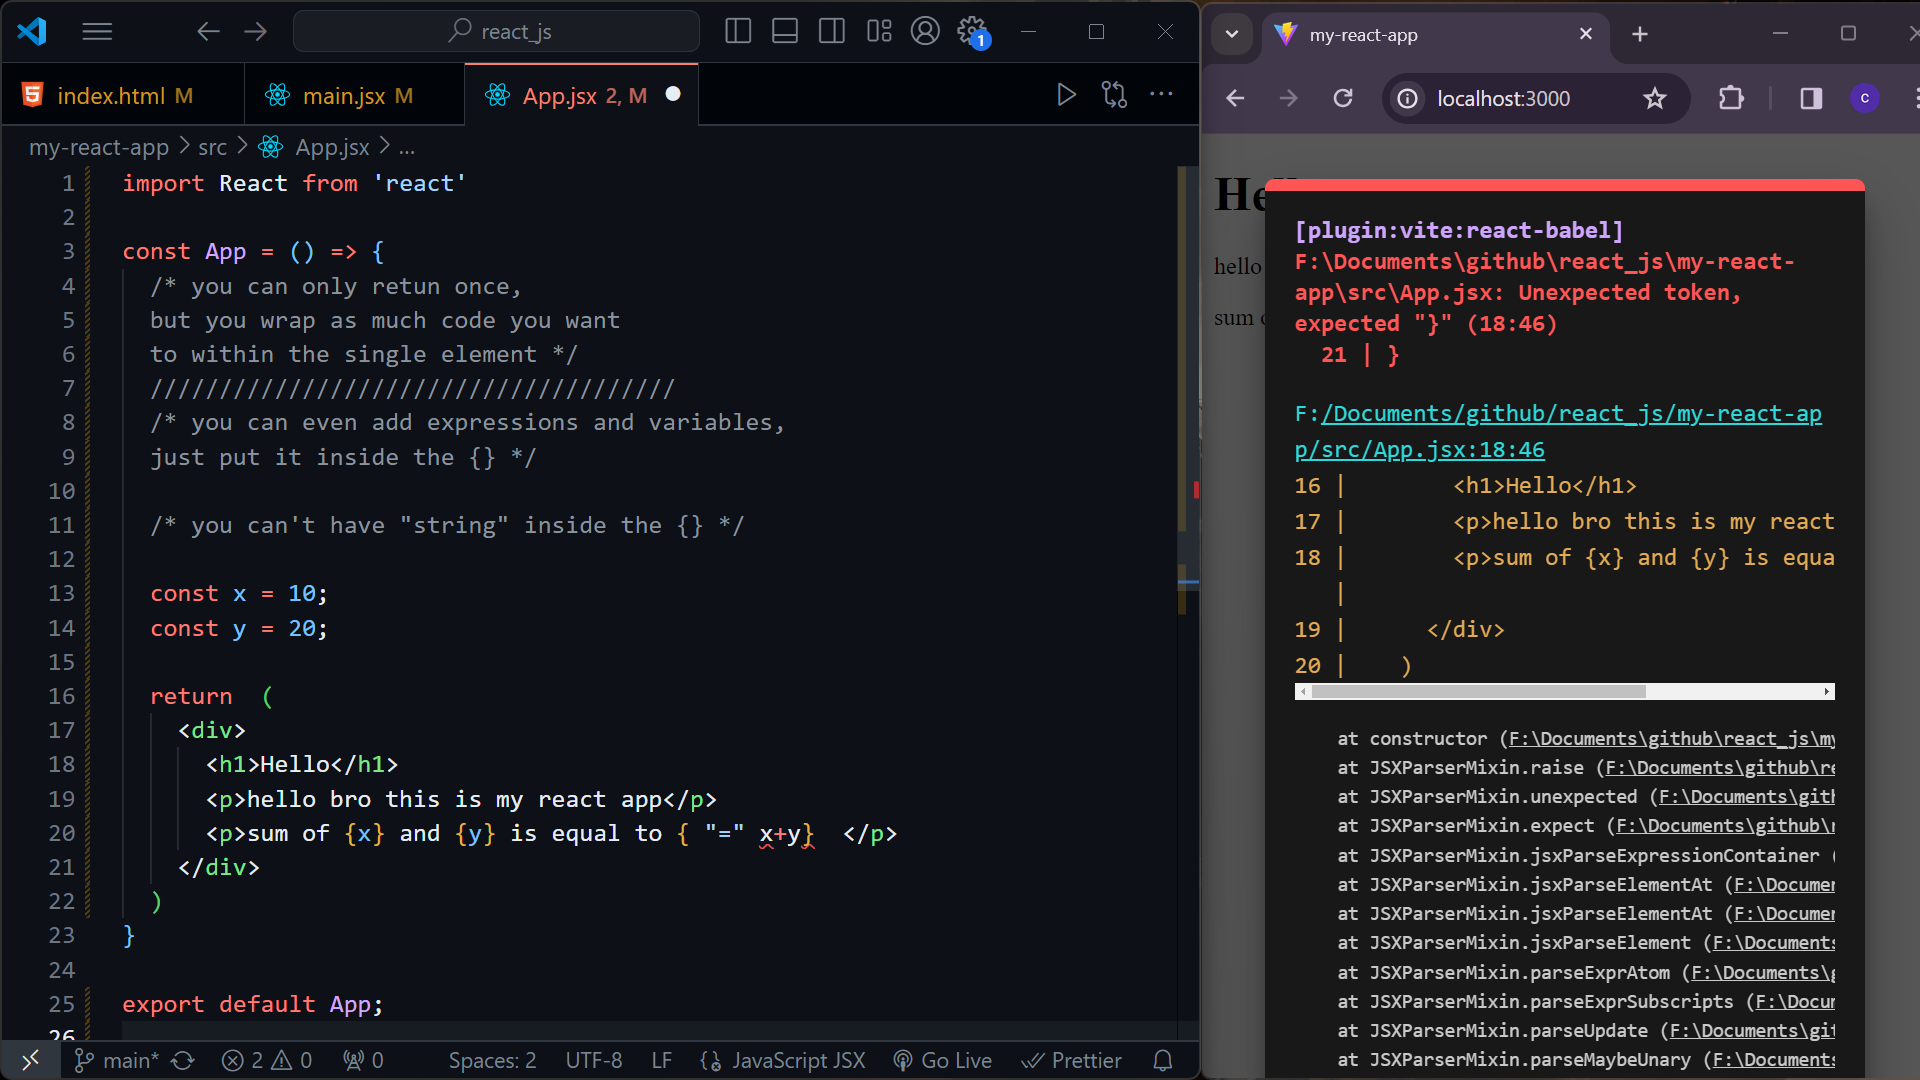 react_js
1
index.html M
main.jsx M
App.jsx 2, M
my-react-app > src > App.jsx > ...
1 import React from 'react'
2
3 const App = () => {
4 /* you can only retun once,
5 but you wrap as much code you want
6 to within the single element */
7 //////////////////////////////////////
8 /* you can even add expressions and variables,
9 just put it inside the {} */
10
11 /* you can't have "string" inside the {} */
12
13 const x = 10;
14 const y = 20;
15
16 return (
17 <div>
18 <h1>Hello</h1>
19 <p>hello bro this is my react app</p>
20 <p>sum of {x} and {y} is equal to { "=" x+y} </p>
21 </div>
22 )
23 }
24
25 export default App;
26
main* 2 0 0 Spaces: 2 UTF-8 LF JavaScript JSX Go Live Prettier
my-react-app
localhost:3000
c
hello
sum
[plugin:vite:react-babel]
F:\Documents\github\react_js\my-react-
app\src\App.jsx: Unexpected token,
expected "}" (18:46)
21 | }
F:/Documents/github/react_js/my-react-ap
p/src/App.jsx:18:46
16 | <h1>Hello</h1>
17 | <p>hello bro this is my react
18 | <p>sum of {x} and {y} is equa
|
19 | </div>
20 | )
at constructor (F:\Documents\github\react_js\my
at JSXParserMixin.raise (F:\Documents\github\re
at JSXParserMixin.unexpected (F:\Documents\gith
at JSXParserMixin.expect (F:\Documents\github\r
at JSXParserMixin.jsxParseExpressionContainer (
at JSXParserMixin.jsxParseElementAt (F:\Documen
at JSXParserMixin.jsxParseElementAt (F:\Documen
at JSXParserMixin.jsxParseElement (F:\Documents
at JSXParserMixin.parseExprAtom (F:\Documents\g
at JSXParserMixin.parseExprSubscripts (F:\Docum
at JSXParserMixin.parseUpdate (F:\Documents\git
at JSXParserMixin.parseMaybeUnary (F:\Documents